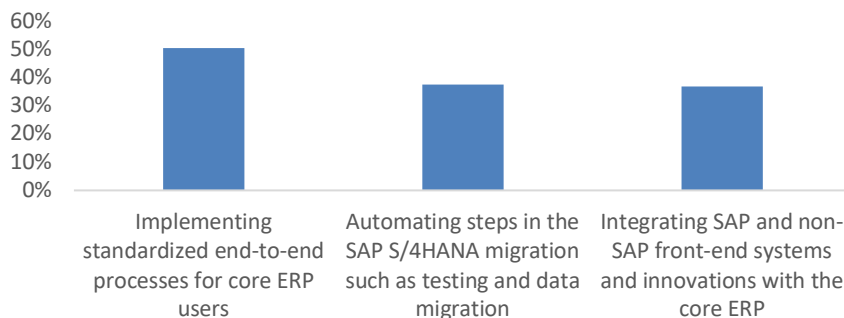 60%
50%
40%
30%
20%
10%
0%
Implementing
standardized end-to-end
processes for core ERP
users
Automating steps in the
SAP S/4HANA migration
such as testing and data
migration
Integrating SAP and non-
SAP front-end systems
and innovations with the
core ERP